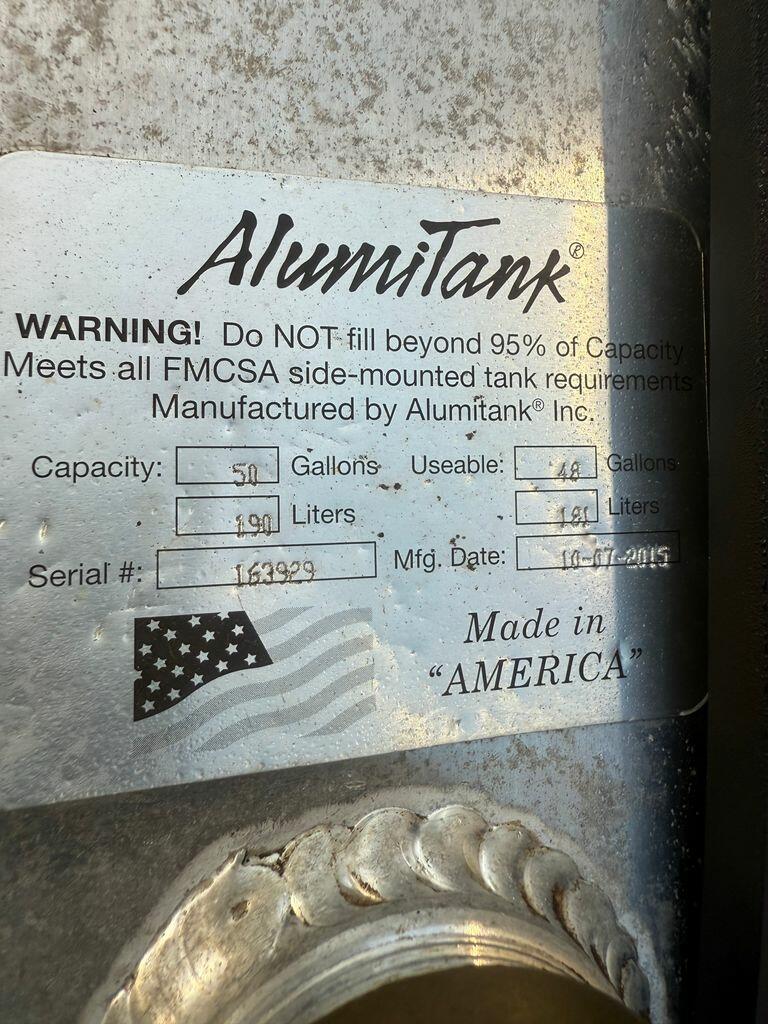 AlumiTank®
WARNING! Do NOT fill beyond 95% of Capacity
Meets all FMCSA side-mounted tank requirements
Manufactured by Alumitank® Inc.
Capacity: 50 Gallons Useable: 48 Gallons
190 Liters 181 Liters
Serial #: 163929 Mfg. Date: 10-07-2015
Made in
“AMERICA”